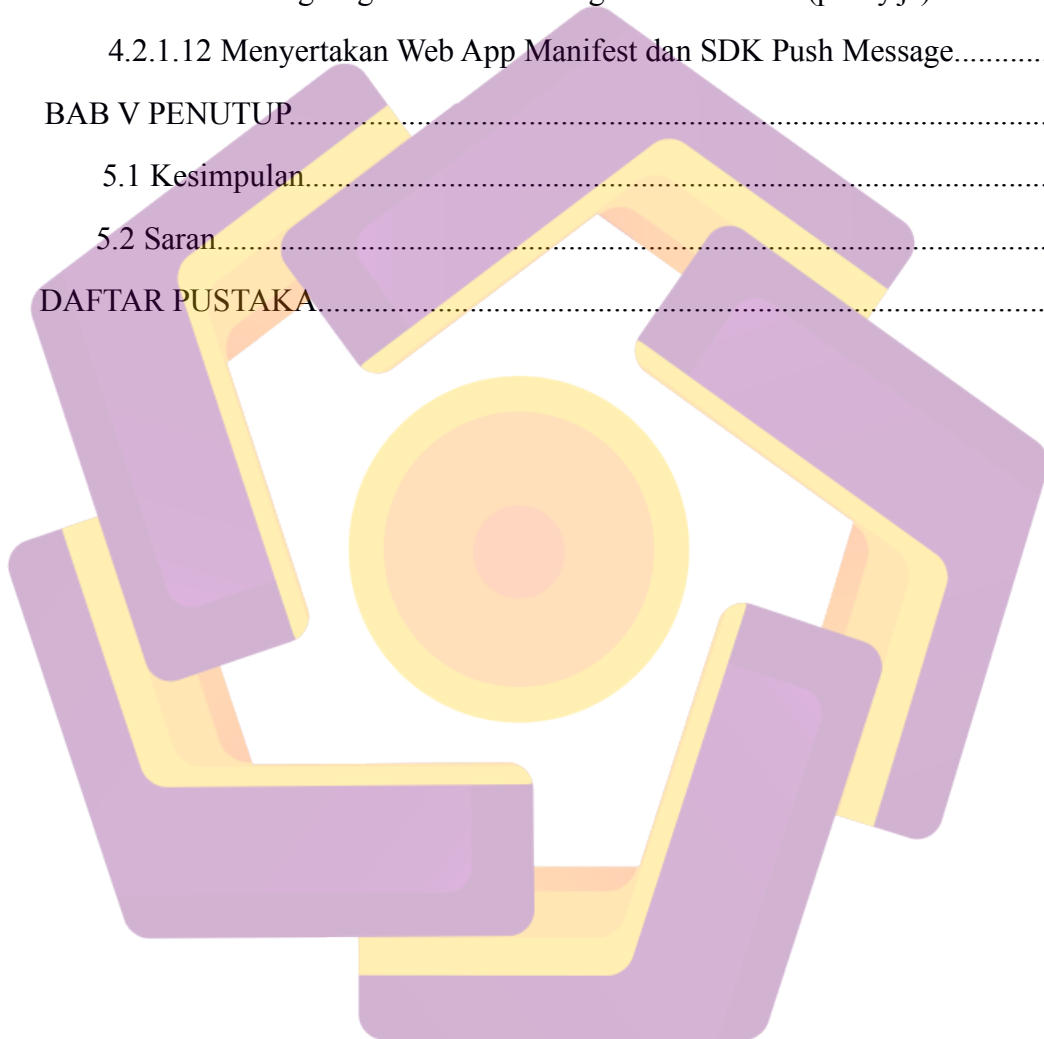 4.2.1.12 Menyertakan Web App Manifest dan SDK Push Message...........
BAB V PENUTUP..............................................................................................
5.1 Kesimpulan............................................................................................
5.2 Saran.......................................................................................................
DAFTAR PUSTAKA...........................................................................................